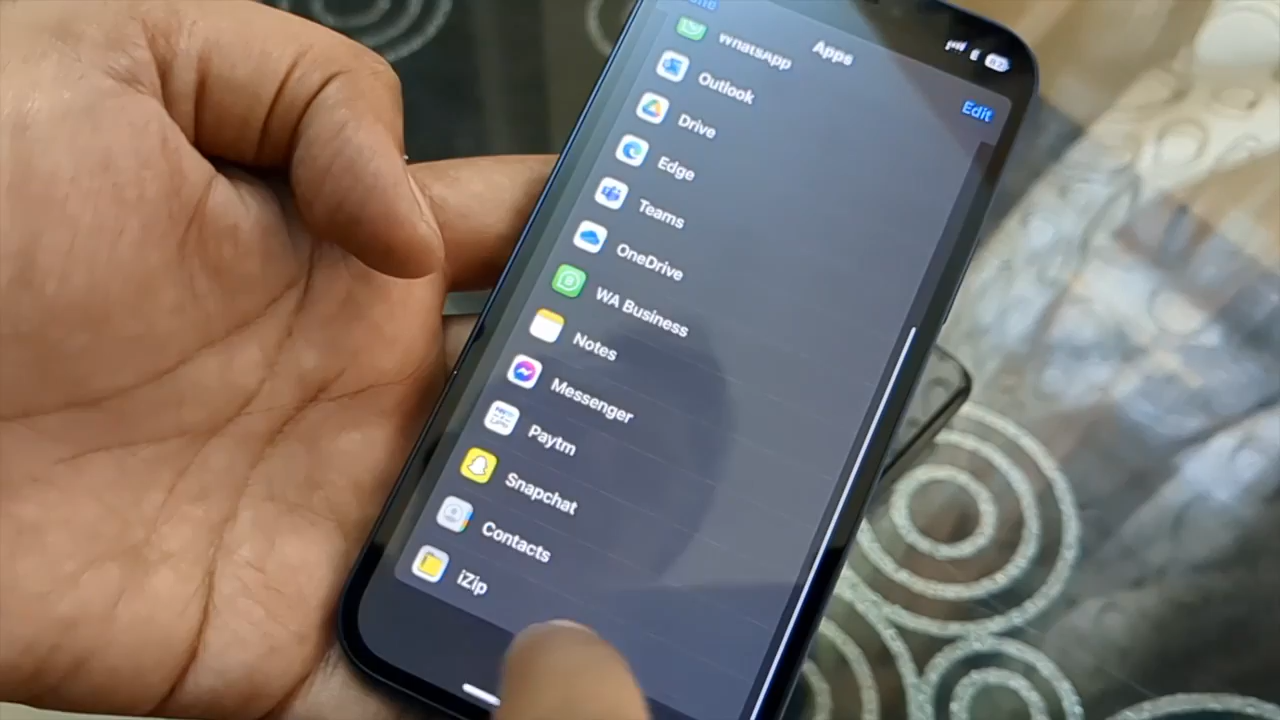 Apps
Edit
WhatsApp
Outlook
Drive
Edge
Teams
OneDrive
WA Business
Notes
Messenger
Paytm
Snapchat
Contacts
iZip